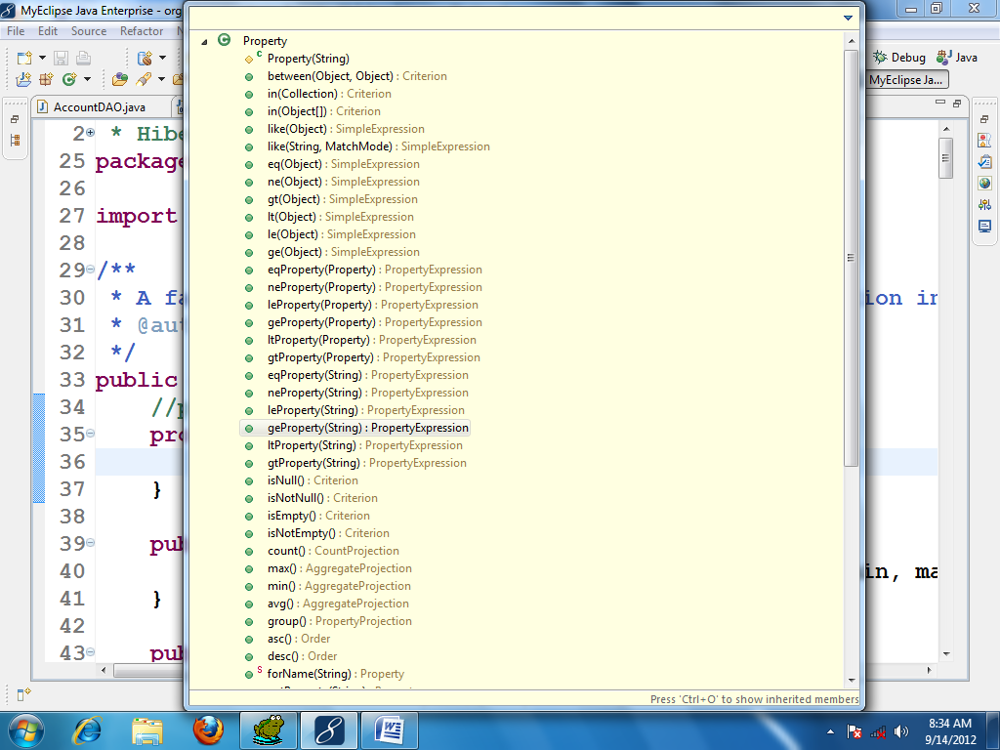 MyEclipse Java Enterprise - org
File Edit Source Refactor
Debug
Java
MyEclipse Ja...
AccountDAO.java
2 * Hibe
25 package
26
27 import
28
29 /**
30 * A fa
ion in
31 * @aut
32 */
33 public
34 //p
35 pro
36
37 }
38
39 pub
40
in, ma
41 }
42
43 pub
Property
Property(String)
between(Object, Object) : Criterion
in(Collection) : Criterion
in(Object[]) : Criterion
like(Object) : SimpleExpression
like(String, MatchMode) : SimpleExpression
eq(Object) : SimpleExpression
ne(Object) : SimpleExpression
gt(Object) : SimpleExpression
lt(Object) : SimpleExpression
le(Object) : SimpleExpression
ge(Object) : SimpleExpression
eqProperty(Property) : PropertyExpression
neProperty(Property) : PropertyExpression
leProperty(Property) : PropertyExpression
geProperty(Property) : PropertyExpression
ltProperty(Property) : PropertyExpression
gtProperty(Property) : PropertyExpression
eqProperty(String) : PropertyExpression
neProperty(String) : PropertyExpression
leProperty(String) : PropertyExpression
geProperty(String) : PropertyExpression
ltProperty(String) : PropertyExpression
gtProperty(String) : PropertyExpression
isNull() : Criterion
isNotNull() : Criterion
isEmpty() : Criterion
isNotEmpty() : Criterion
count() : CountProjection
max() : AggregateProjection
min() : AggregateProjection
avg() : AggregateProjection
group() : PropertyProjection
asc() : Order
desc() : Order
forName(String) : Property
Press 'Ctrl+O' to show inherited members
8:34 AM
9/14/2012